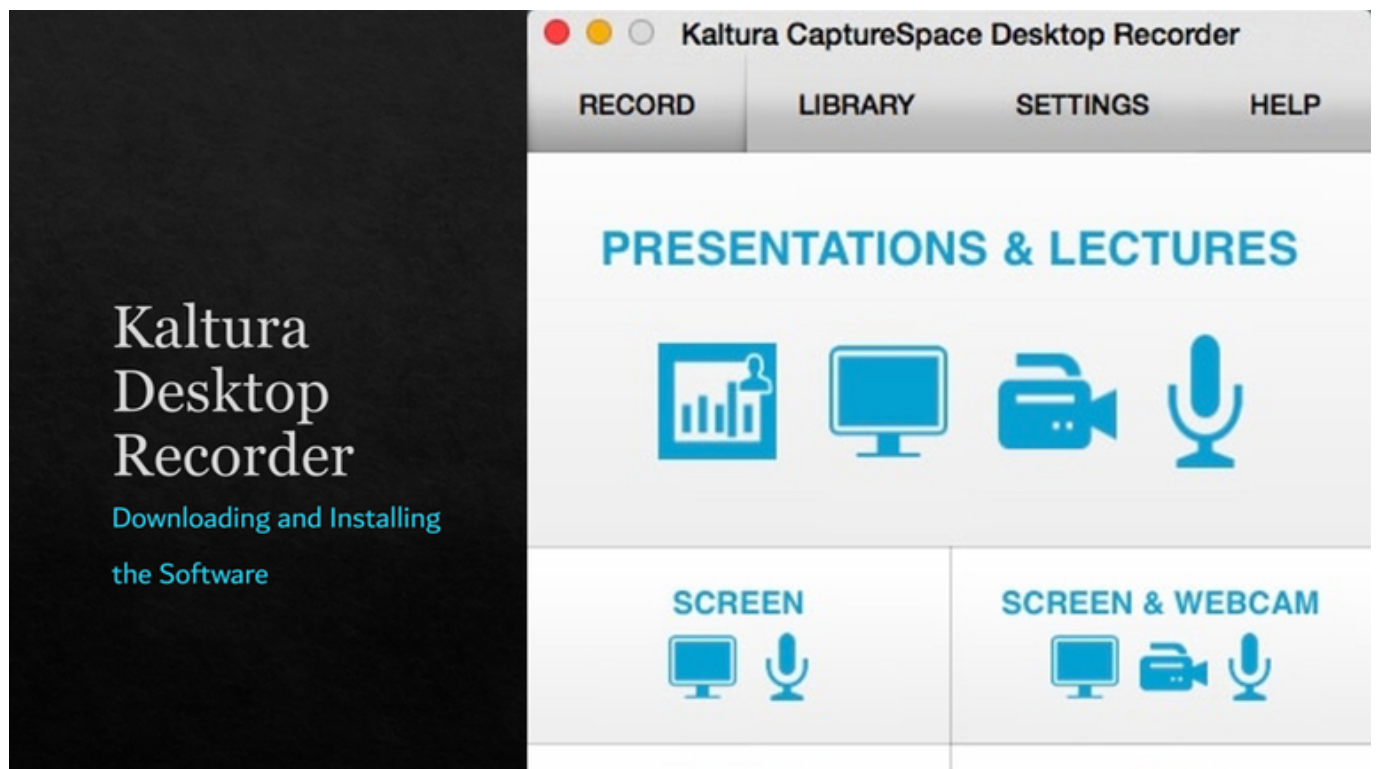 Kaltura
Desktop
Recorder
Downloading and Installing
the Software
Kaltura CaptureSpace Desktop Recorder
RECORD LIBRARY SETTINGS HELP
PRESENTATIONS & LECTURES
SCREEN
SCREEN & WEBCAM